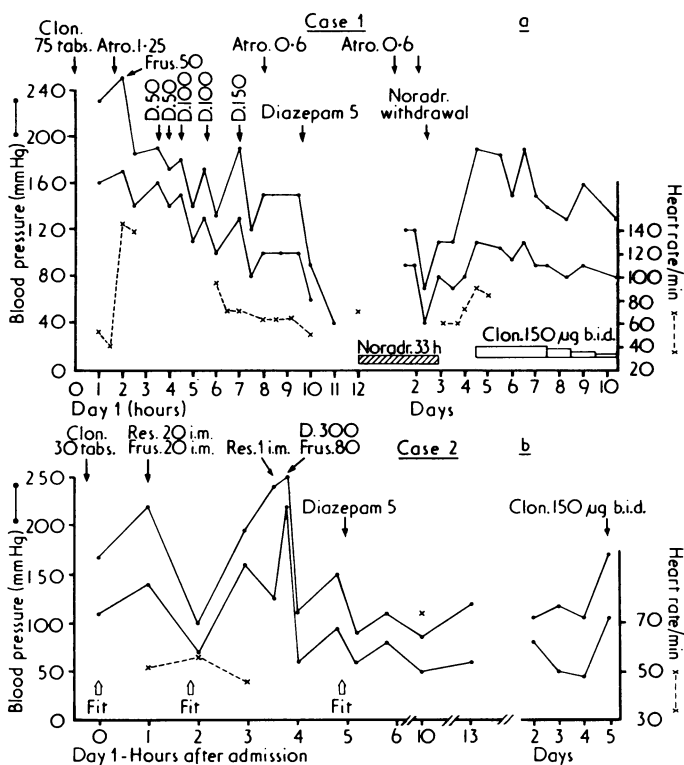 Case 1
a
Clon.
75 tabs.
Atro.1·25
Frus.50
D.50
D.50
D.100
D.100
D.150
Atro.0·6
Diazepam 5
Atro.0·6
Noradr.
withdrawal
Blood pressure (mmHg)
240
200
160
120
80
40
0
Heart rate/min
140
120
100
80
60
40
20
Noradr.33h
Clon.150 µg b.i.d.
0 1 2 3 4 5 6 7 8 9 10 11 12
Day 1 (hours)
2 3 4 5 6 7 8 9 10
Days
Case 2
b
Clon.
30 tabs.
Res.20 i.m.
Frus.20 i.m.
Res.1 i.m.
D.300
Frus.80
Diazepam 5
Clon.150 µg b.i.d.
Blood pressure (mmHg)
250
200
150
100
50
0
Heart rate/min
70
50
30
Fit
Fit
Fit
0 1 2 3 4 5 6 10 13
Day 1-Hours after admission
2 3 4 5
Days